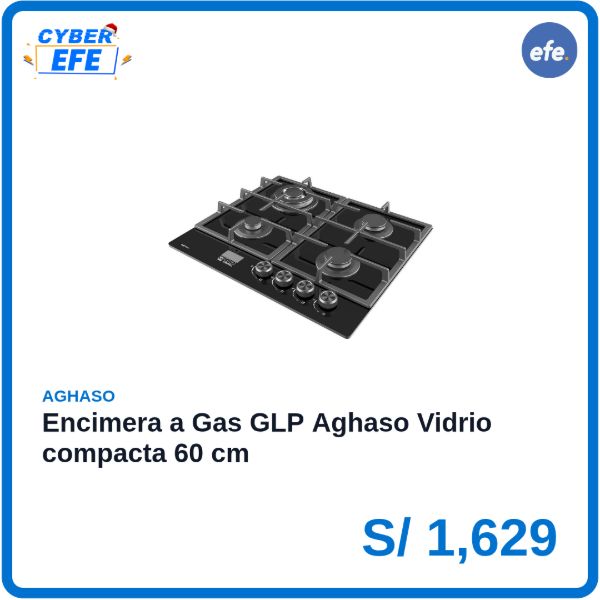 CYBER
EFE
efe.
AGHASO
Encimera a Gas GLP Aghaso Vidrio
compacta 60 cm
S/ 1,629